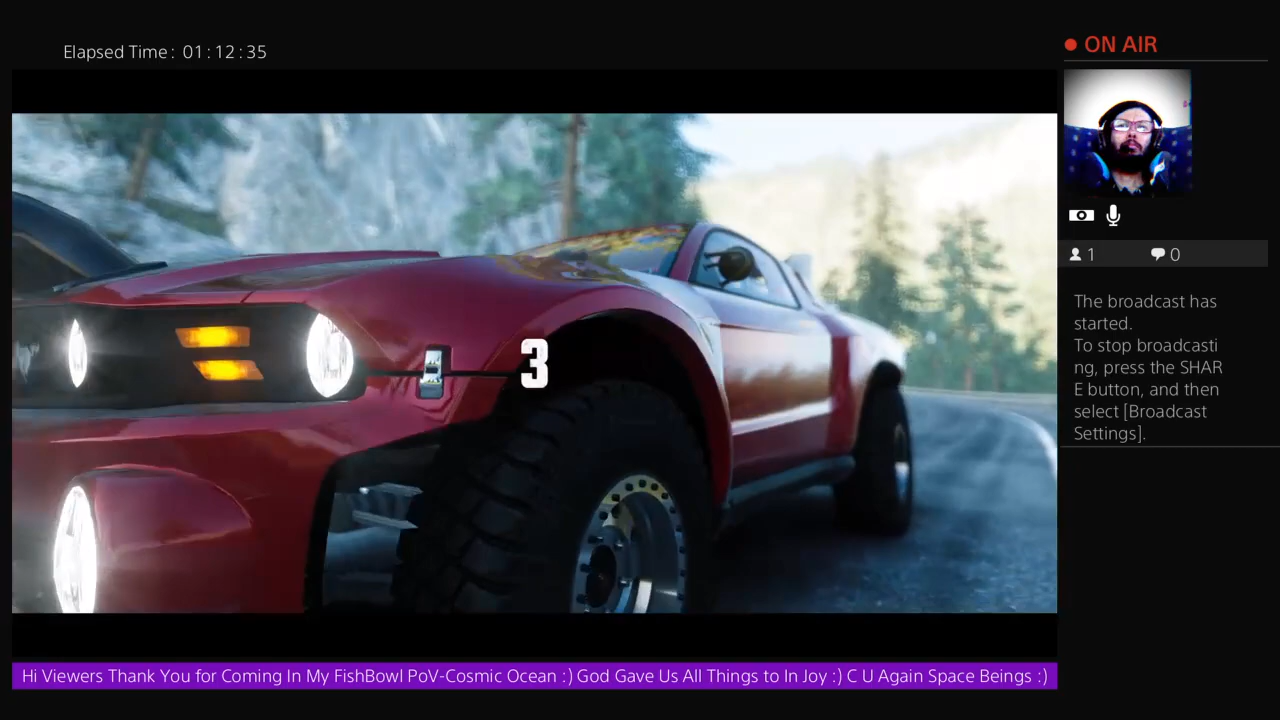 Elapsed Time: 01:12:35
ON AIR
1
0
The broadcast has
started.
To stop broadcasti
ng, press the SHAR
E button, and then
select [Broadcast
Settings].
3
Hi Viewers Thank You for Coming In My FishBowl PoV-Cosmic Ocean :) God Gave Us All Things to In Joy :) C U Again Space Beings :)